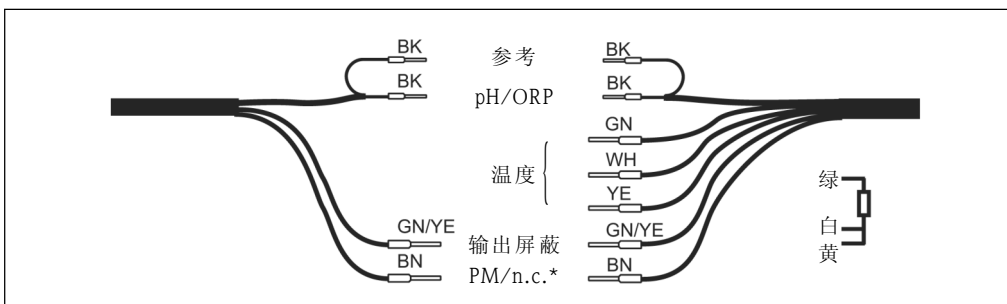 BK 参考 BK
BK pH/ORP BK
GN
温度 WH
YE
绿
白
黄
GN/YE 输出屏蔽 GN/YE
BN PM/n.c.* BN